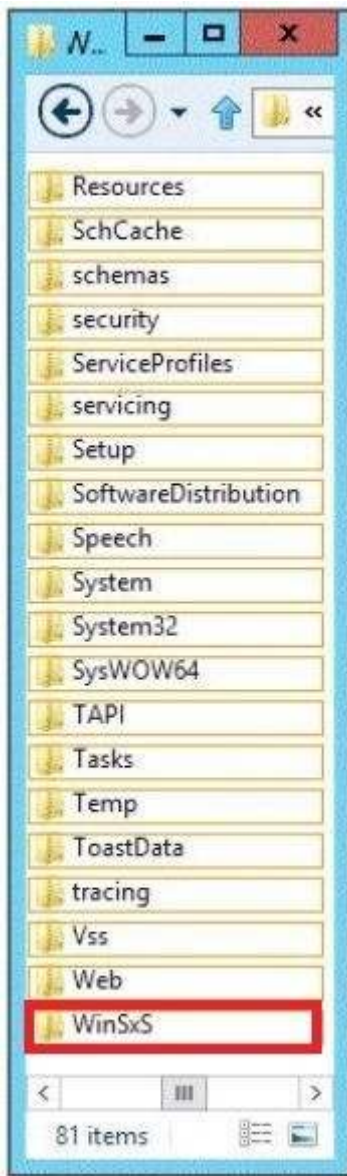 N...
«
Resources
SchCache
schemas
security
ServiceProfiles
servicing
Setup
SoftwareDistribution
Speech
System
System32
SysWOW64
TAPI
Tasks
Temp
ToastData
tracing
Vss
Web
WinSxS
81 items